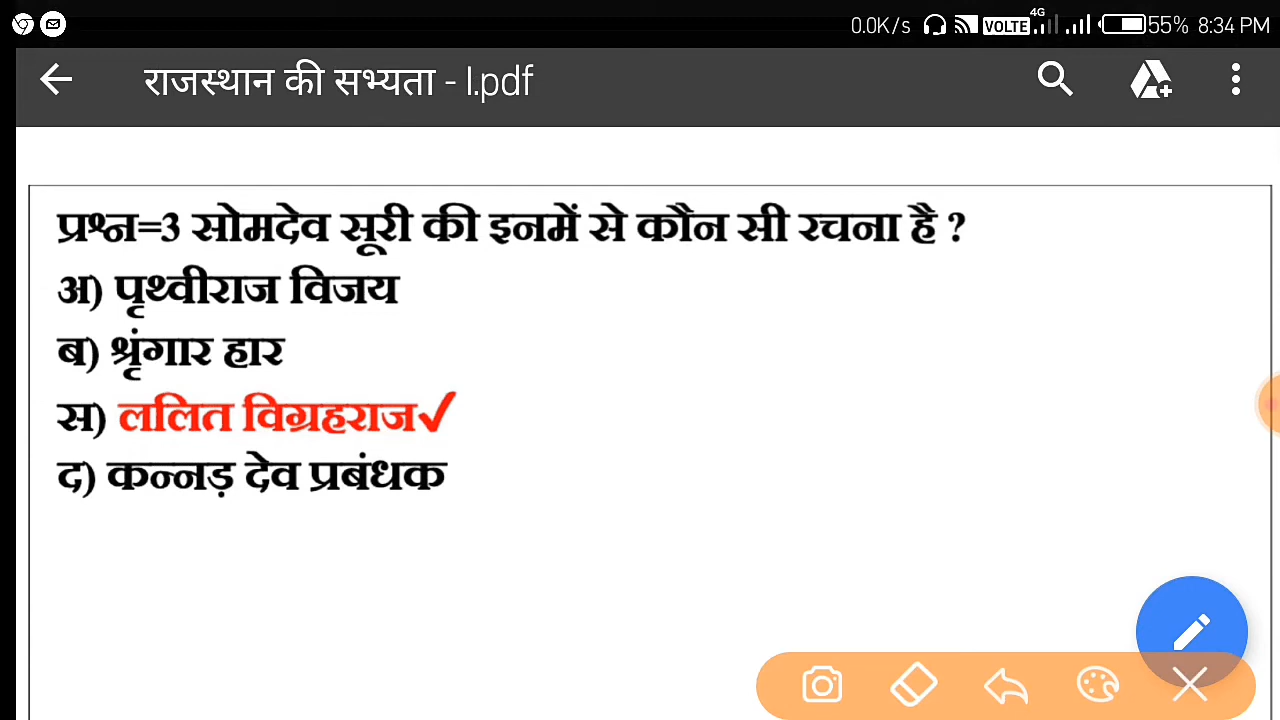 0.0K/s VOLTE 4G 55% 8:34 PM
राजस्थान की सभ्यता - I.pdf
प्रश्न=3 सोमदेव सूरी की इनमें से कौन सी रचना है ?
अ) पृथ्वीराज विजय
ब) श्रृंगार हार
स) ललित विग्रहराज✓
द) कन्नड़ देव प्रबंधक